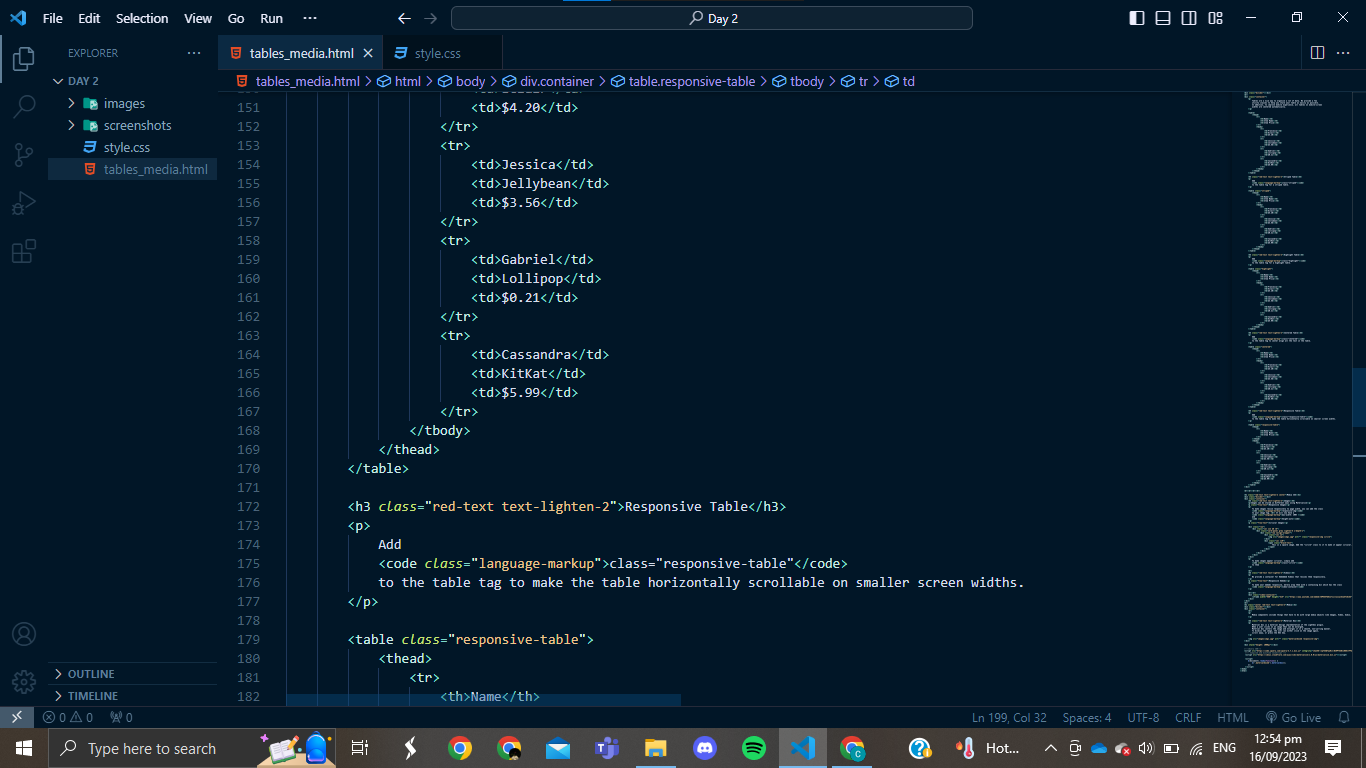 File Edit Selection View Go Run ··· Day 2
EXPLORER ··· tables_media.html style.css
DAY 2
images
screenshots
style.css
tables_media.html
OUTLINE
TIMELINE
tables_media.html > html > body > div.container > table.responsive-table > tbody > tr > td
151 <td>$4.20</td>
152 </tr>
153 <tr>
154 <td>Jessica</td>
155 <td>Jellybean</td>
156 <td>$3.56</td>
157 </tr>
158 <tr>
159 <td>Gabriel</td>
160 <td>Lollipop</td>
161 <td>$0.21</td>
162 </tr>
163 <tr>
164 <td>Cassandra</td>
165 <td>KitKat</td>
166 <td>$5.99</td>
167 </tr>
168 </tbody>
169 </thead>
170 </table>
171
172 <h3 class="red-text text-lighten-2">Responsive Table</h3>
173 <p>
174 Add
175 <code class="language-markup">class="responsive-table"</code>
176 to the table tag to make the table horizontally scrollable on smaller screen widths.
177 </p>
178
179 <table class="responsive-table">
180 <thead>
181 <tr>
182 <th>Name</th>
0 0 0 Ln 199, Col 32 Spaces: 4 UTF-8 CRLF HTML Go Live
Type here to search Hot... ENG 12:54 pm
16/09/2023